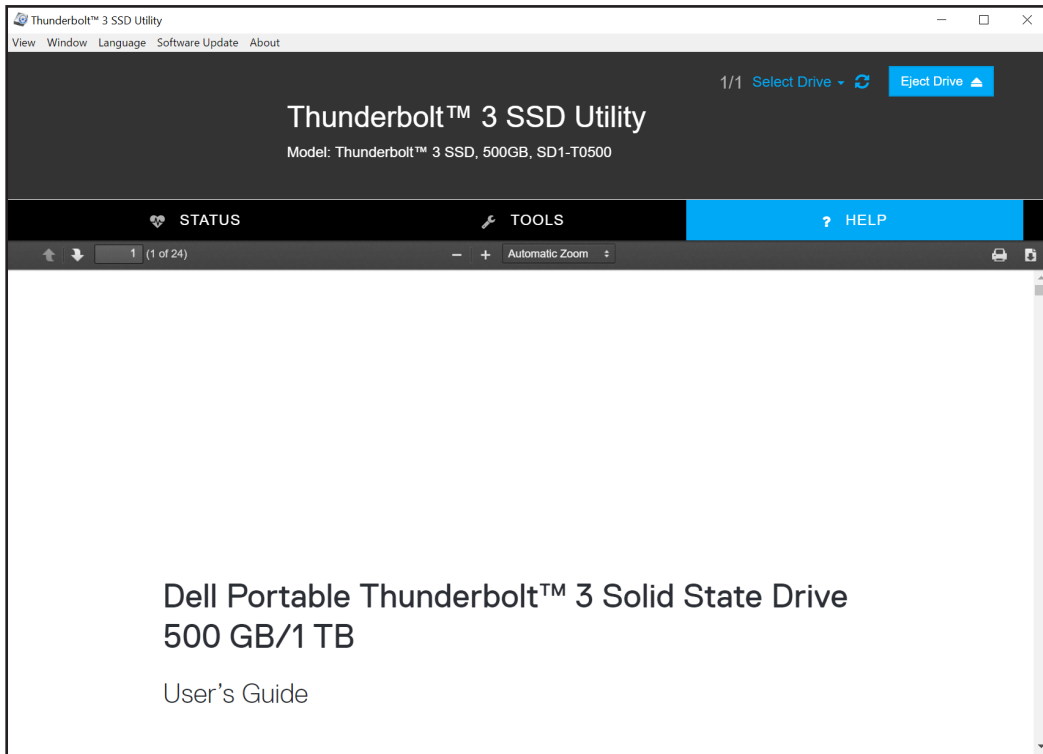 Thunderbolt™ 3 SSD Utility
View Window Language Software Update About
1/1 Select Drive Eject Drive
Thunderbolt™ 3 SSD Utility
Model: Thunderbolt™ 3 SSD, 500GB, SD1-T0500
STATUS TOOLS ? HELP
1 (1 of 24) Automatic Zoom
Dell Portable Thunderbolt™ 3 Solid State Drive
500 GB/1 TB
User's Guide